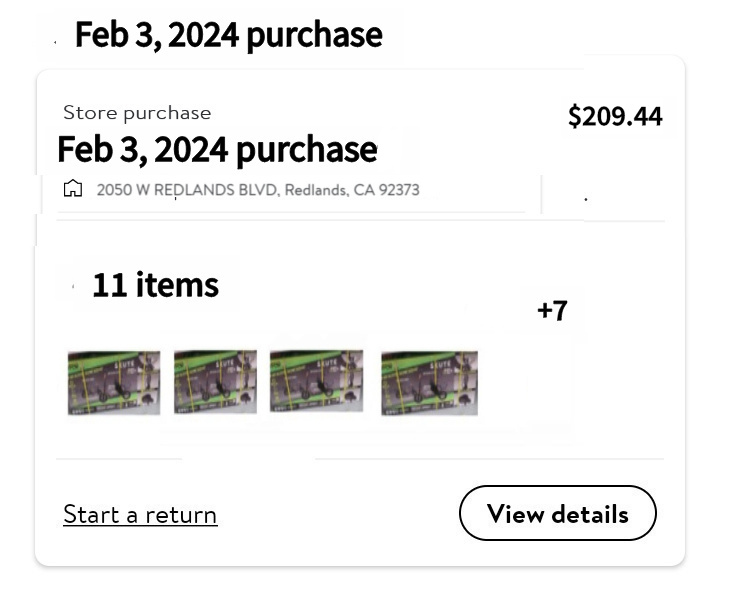 Feb 3, 2024 purchase
Store purchase
$209.44
Feb 3, 2024 purchase
2050 W REDLANDS BLVD, Redlands, CA 92373
11 items
+7
Start a return
View details